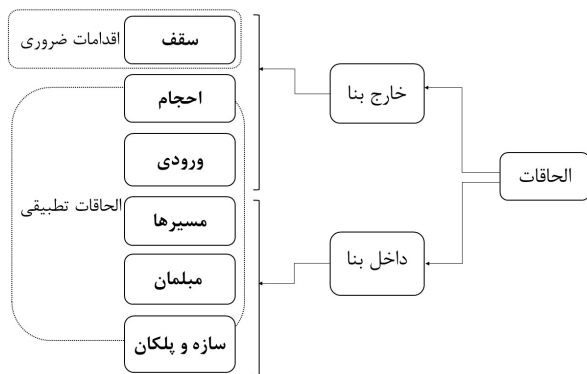 الحاقات
خارج بنا
داخل بنا
سقف
احجام
ورودی
مسیرها
مبلمان
سازه و پلکان
اقدامات ضروری
الحاقات تطبیقی